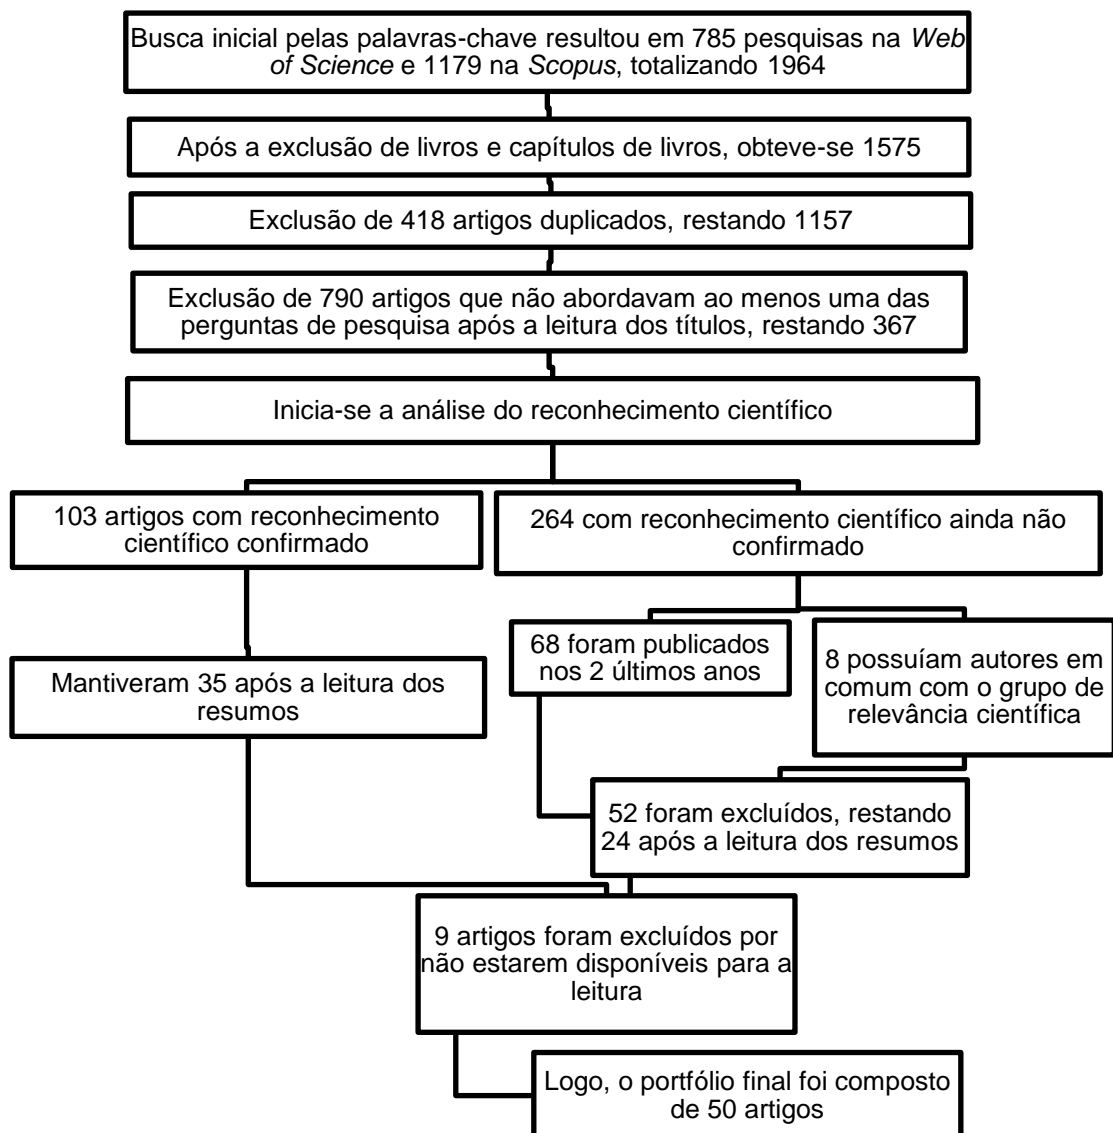 Busca inicial pelas palavras-chave resultou em 785 pesquisas na Web
of Science e 1179 na Scopus, totalizando 1964
Após a exclusão de livros e capítulos de livros, obteve-se 1575
Exclusão de 418 artigos duplicados, restando 1157
Exclusão de 790 artigos que não abordavam ao menos uma das
perguntas de pesquisa após a leitura dos títulos, restando 367
Inicia-se a análise do reconhecimento científico
103 artigos com reconhecimento
científico confirmado
264 com reconhecimento científico ainda não
confirmado
68 foram publicados
nos 2 últimos anos
8 possuíam autores em
comum com o grupo de
relevância científica
Mantiveram 35 após a leitura dos
resumos
52 foram excluídos, restando
24 após a leitura dos resumos
9 artigos foram excluídos por
não estarem disponíveis para a
leitura
Logo, o portfólio final foi composto
de 50 artigos